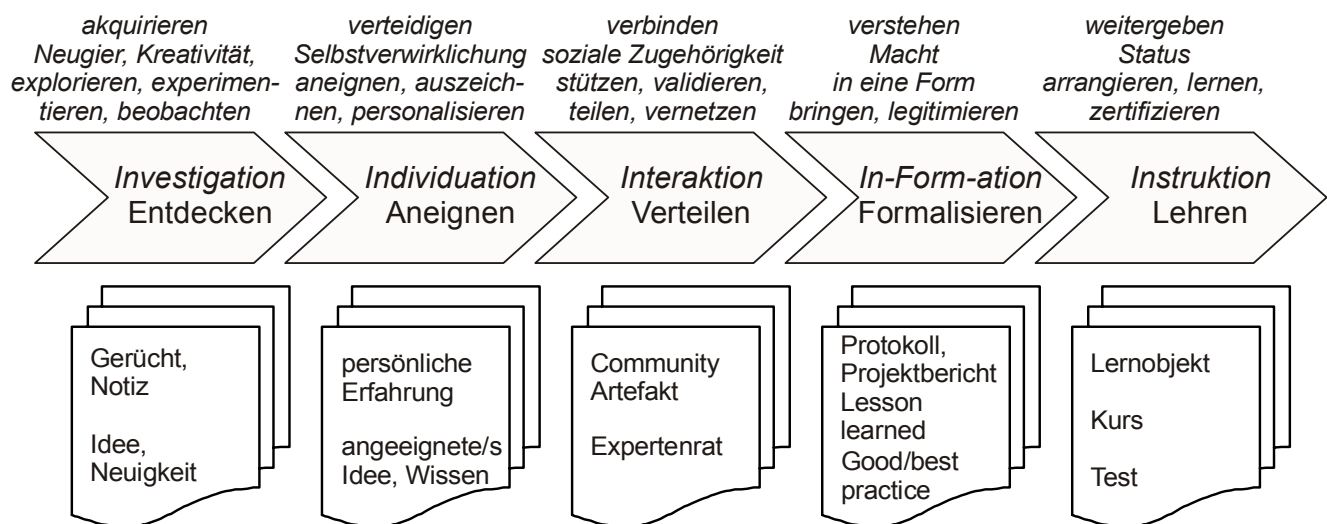 akquirieren
Neugier, Kreativität,
explorieren, experimen-
tieren, beobachten
verteidigen
Selbstverwirklichung
aneignen, auszeich-
nen, personalisieren
verbinden
soziale Zugehörigkeit
stützen, validieren,
teilen, vernetzen
verstehen
Macht
in eine Form
bringen, legitimieren
weitergeben
Status
arrangieren, lernen,
zertifizieren
Investigation
Entdecken
Individuation
Aneignen
Interaktion
Verteilen
In-Form-ation
Formalisieren
Instruktion
Lehren
Gerücht,
Notiz
Idee,
Neuigkeit
persönliche
Erfahrung
angeeignete/s
Idee, Wissen
Community
Artefakt
Expertenrat
Protokoll,
Projektbericht
Lesson
learned
Good/best
practice
Lernobjekt
Kurs
Test